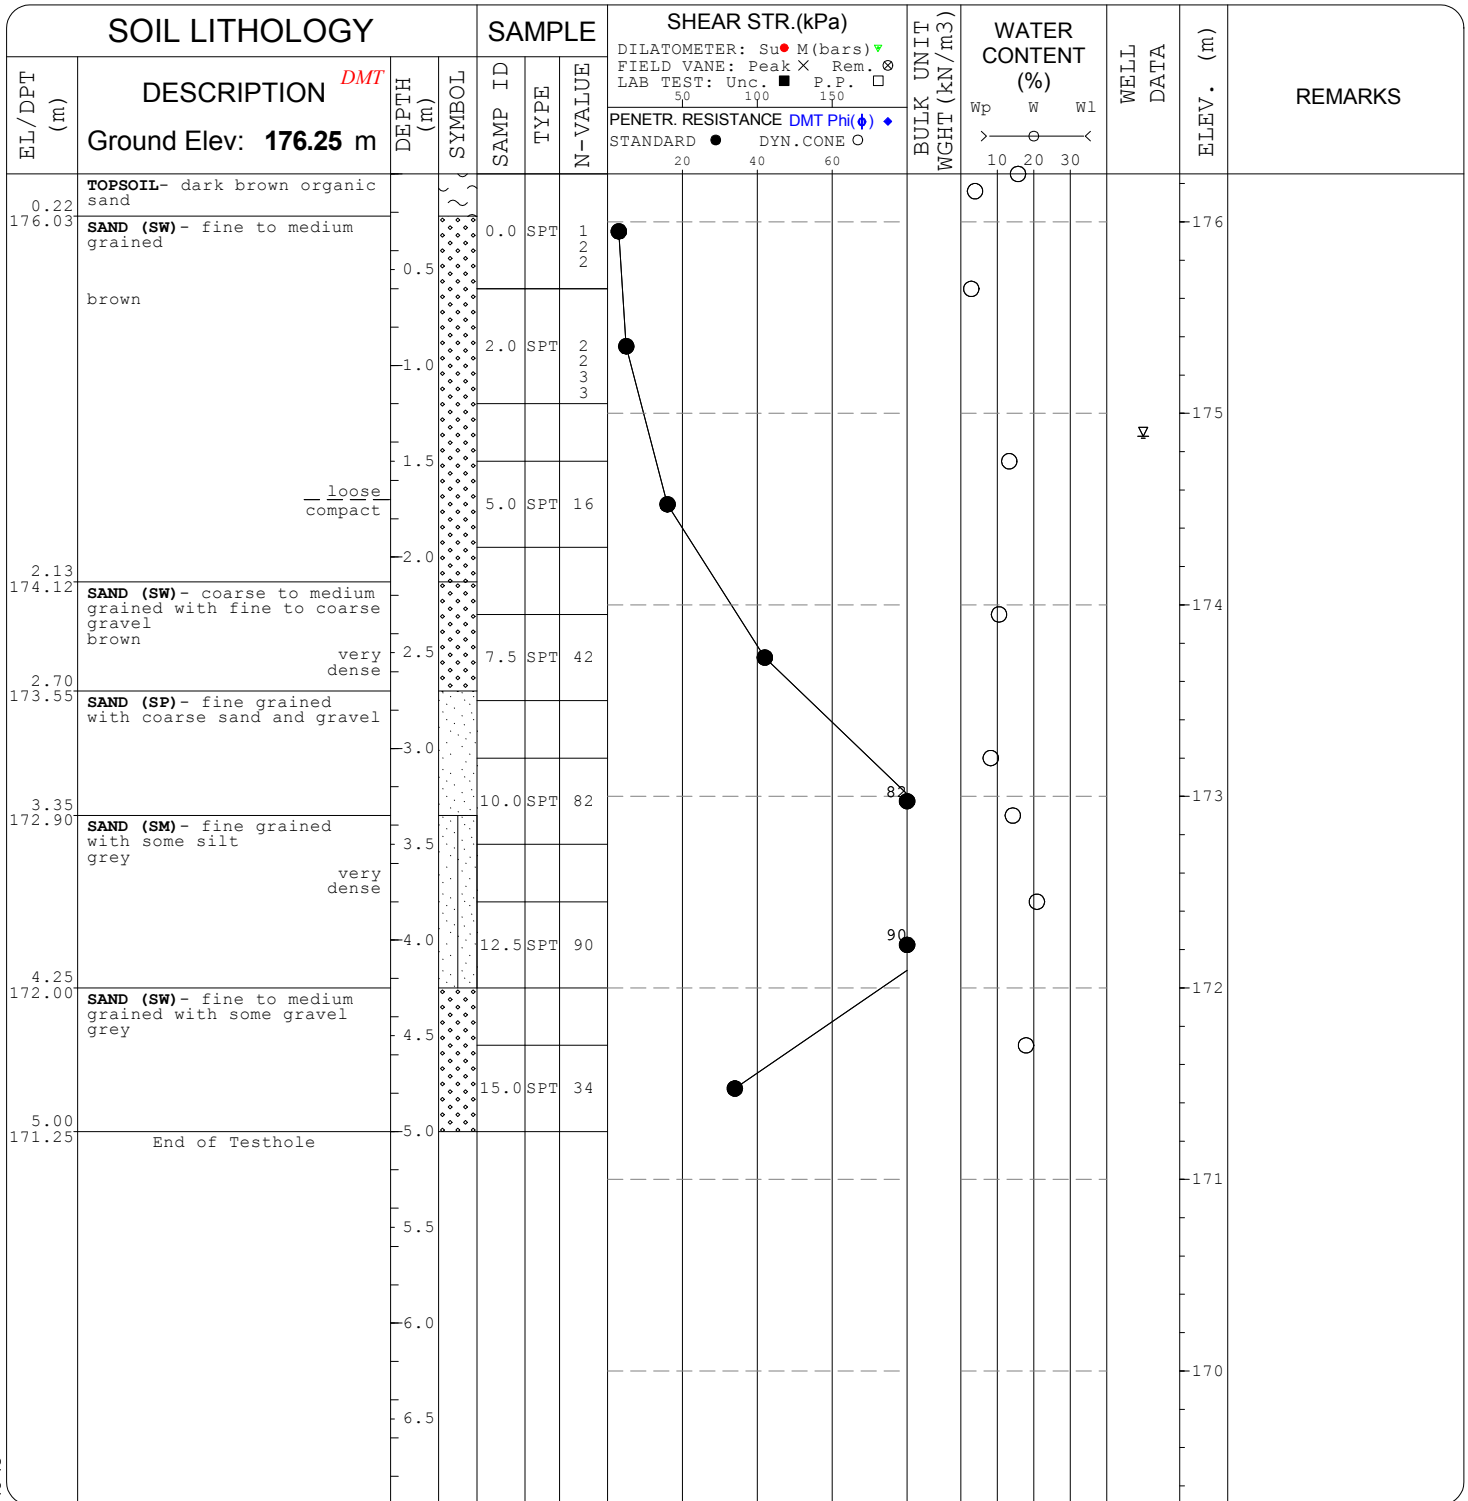 SOIL LITHOLOGY
SAMPLE
SHEAR STR.(kPa)
DILATOMETER: Su M(bars)
FIELD VANE: Peak Rem.
LAB TEST: Unc. P.P.
50 100 150
PENETR. RESISTANCE DMT Phi(ϕ)
STANDARD DYN.CONE
20 40 60
BULK UNIT
WGHT(kN/m3)
WATER
CONTENT
(%)
Wp W Wl
10 20 30
WELL
DATA
ELEV. (m)
REMARKS
EL/DPT
(m)
DESCRIPTION DMT
Ground Elev: 176.25 m
DEPTH
(m)
SYMBOL
SAMP ID
TYPE
N-VALUE
TOPSOIL- dark brown organic
sand
0.22
176.03
SAND (SW)- fine to medium
grained
brown
loose
compact
2.13
174.12
SAND (SW)- coarse to medium
grained with fine to coarse
gravel
brown
very
dense
2.70
173.55
SAND (SP)- fine grained
with coarse sand and gravel
3.35
172.90
SAND (SM)- fine grained
with some silt
grey
very
dense
4.25
172.00
SAND (SW)- fine to medium
grained with some gravel
grey
5.00
171.25
End of Testhole
0.5
1.0
1.5
2.0
2.5
3.0
3.5
4.0
4.5
5.0
5.5
6.0
6.5
0.0 SPT 1
2
2
2.0 SPT 2
2
3
3
5.0 SPT 16
7.5 SPT 42
10.0 SPT 82
12.5 SPT 90
15.0 SPT 34
82
90
176
175
174
173
172
171
170